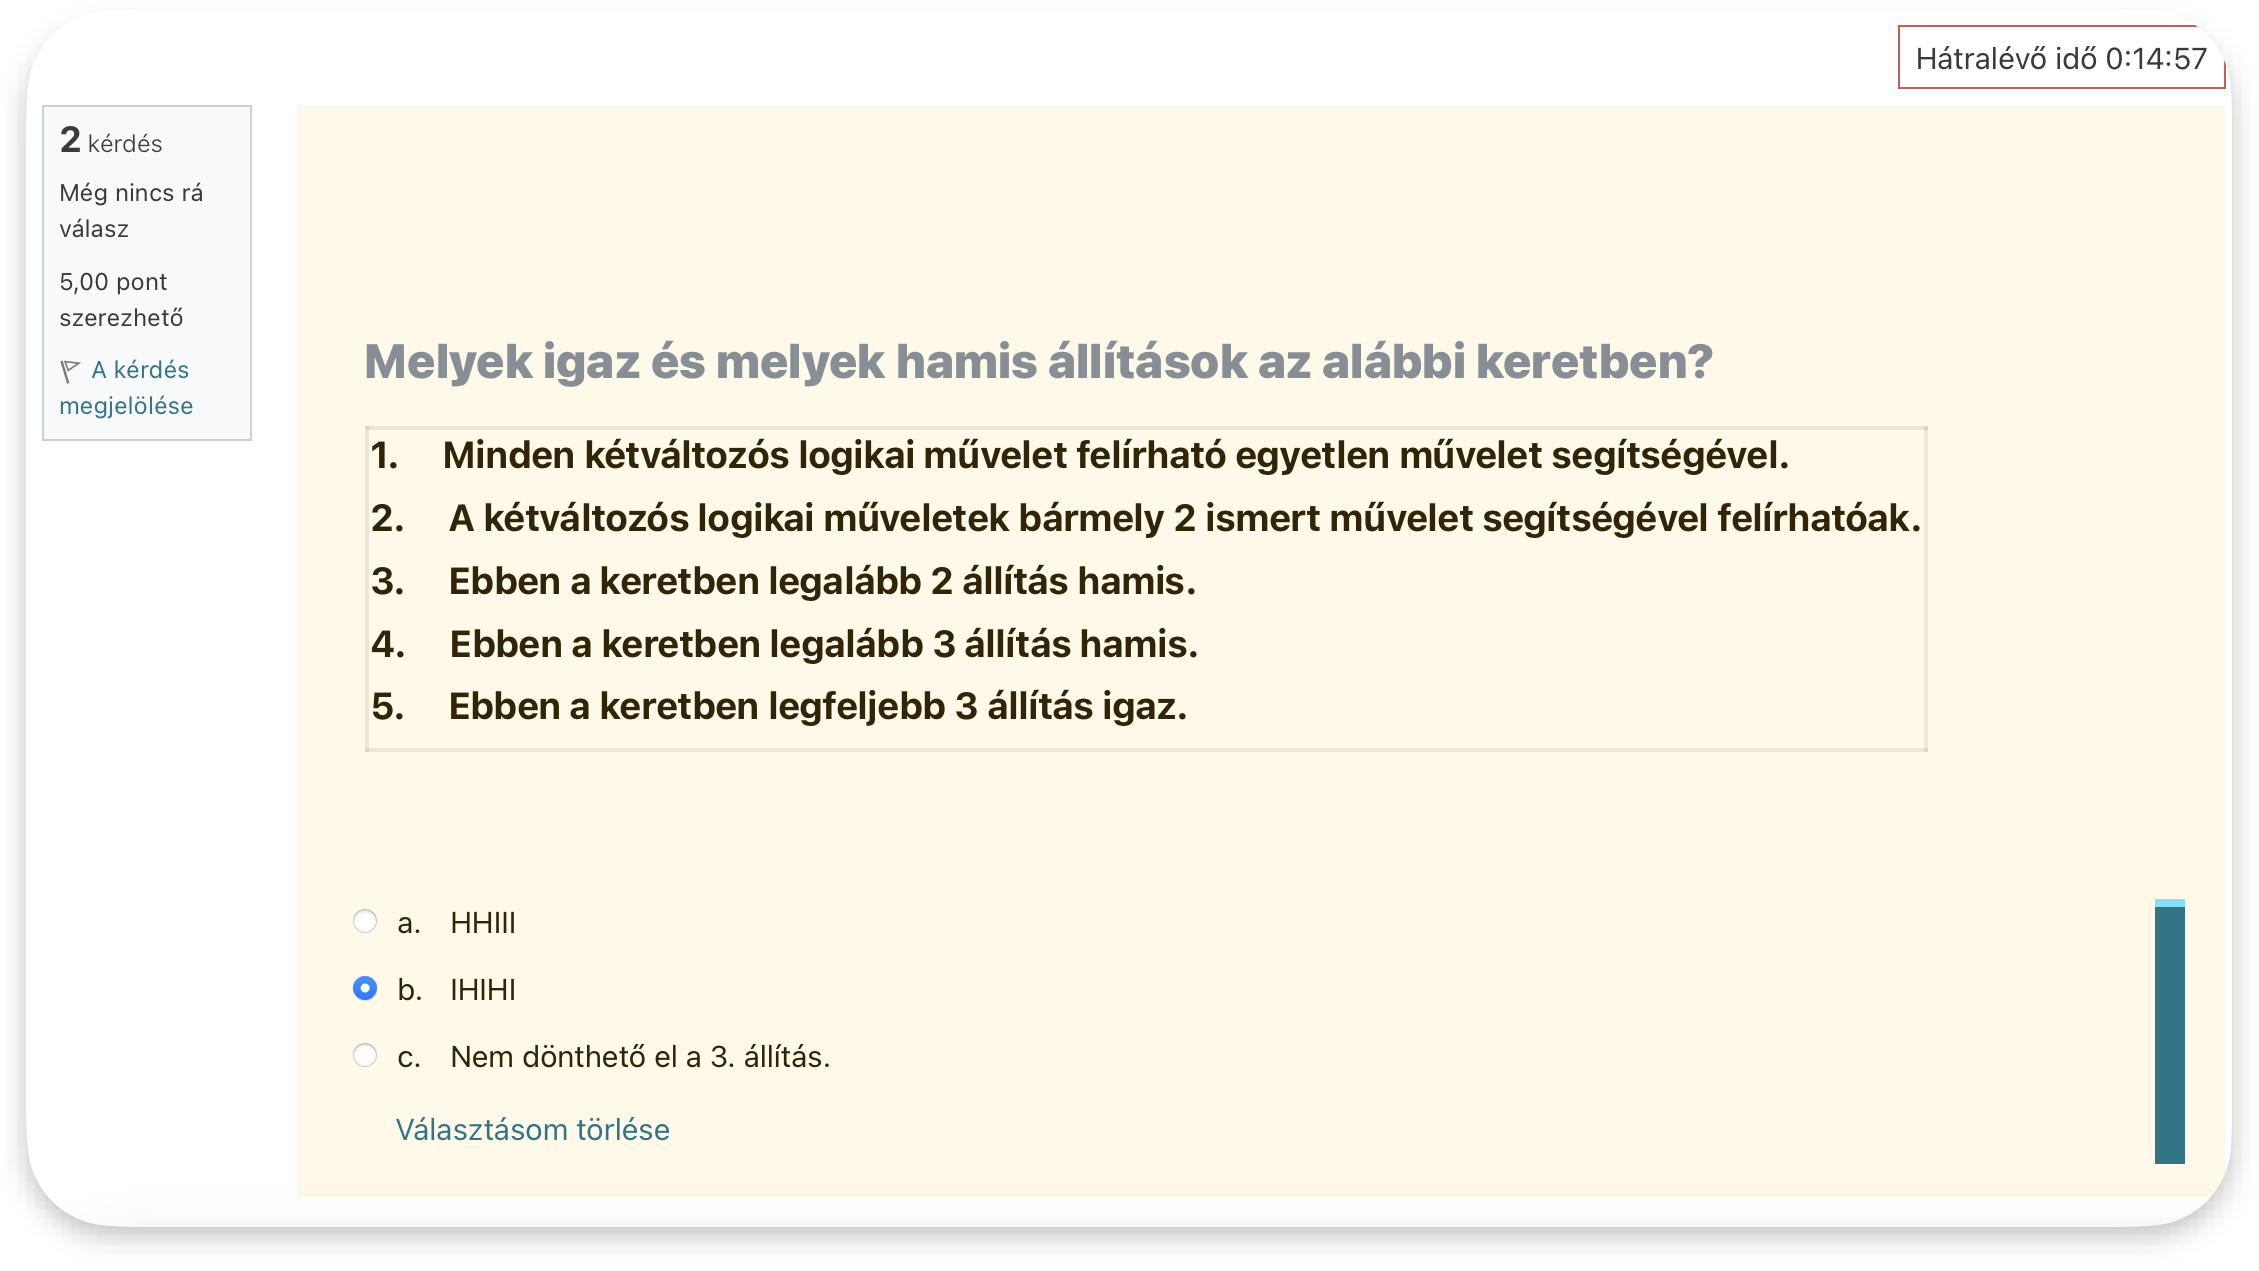 Hátralévő idő 0:14:57
2 kérdés
Még nincs rá
válasz
5,00 pont
szerezhető
A kérdés
megjelölése
Melyek igaz és melyek hamis állítások az alábbi keretben?
1. Minden kétváltozós logikai művelet felírható egyetlen művelet segítségével.
2. A kétváltozós logikai műveletek bármely 2 ismert művelet segítségével felírhatóak.
3. Ebben a keretben legalább 2 állítás hamis.
4. Ebben a keretben legalább 3 állítás hamis.
5. Ebben a keretben legfeljebb 3 állítás igaz.
a. HHIII
b. IHIHI
c. Nem dönthető el a 3. állítás.
Választásom törlése